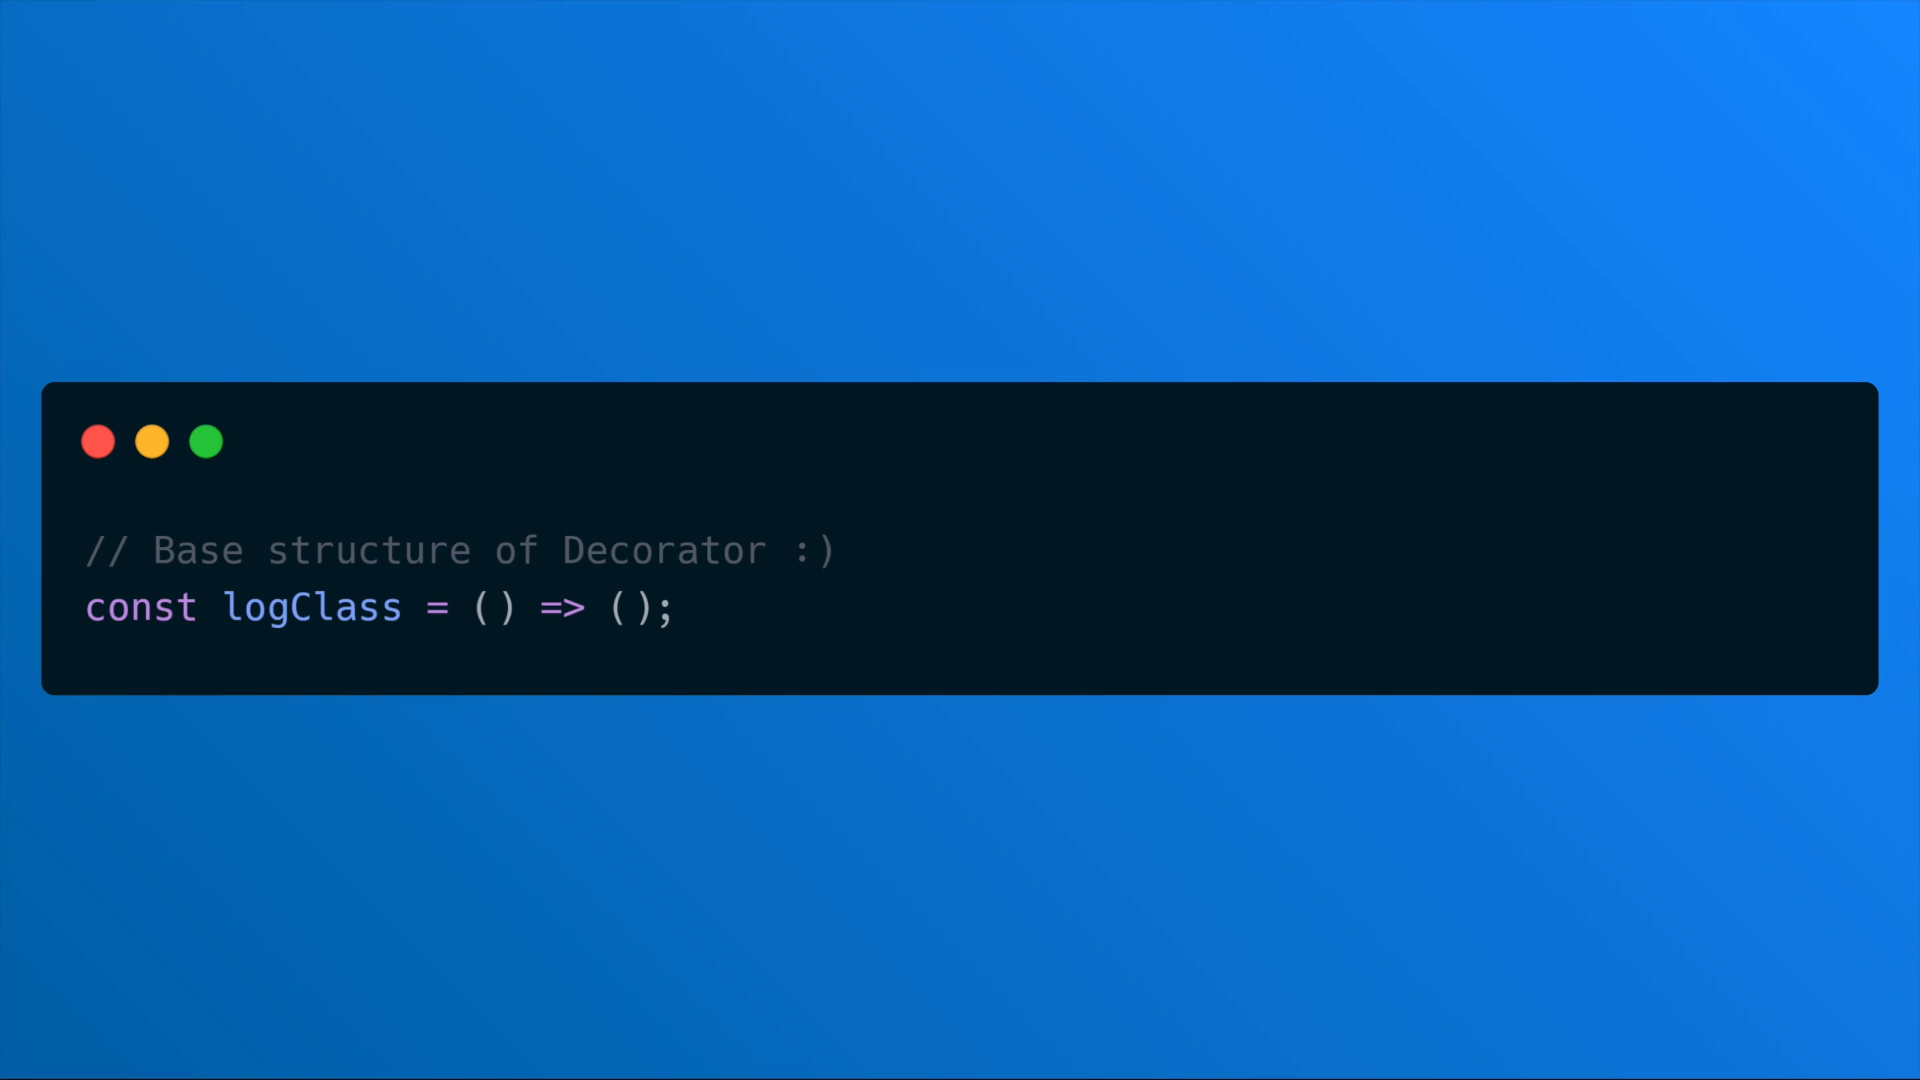 // Base structure of Decorator :)
const logClass = () => ();